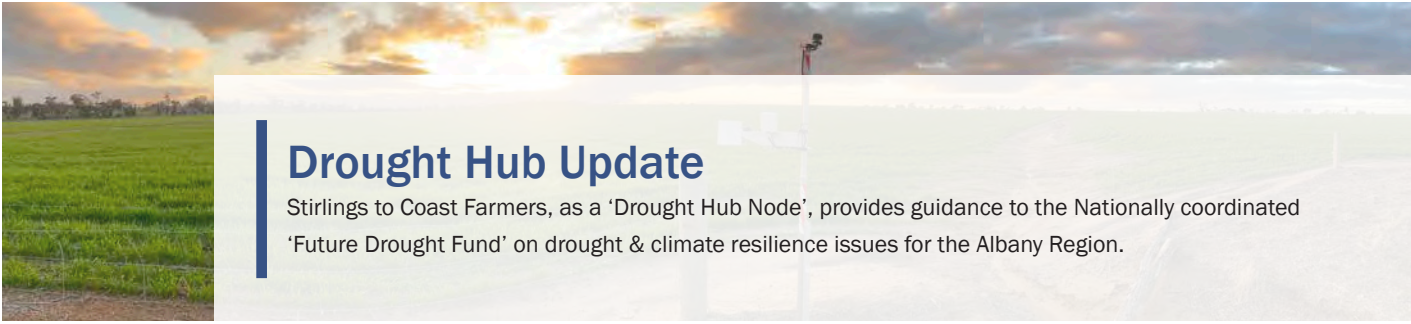 Drought Hub Update
Stirlings to Coast Farmers, as a ‘Drought Hub Node’, provides guidance to the Nationally coordinated
‘Future Drought Fund’ on drought & climate resilience issues for the Albany Region.